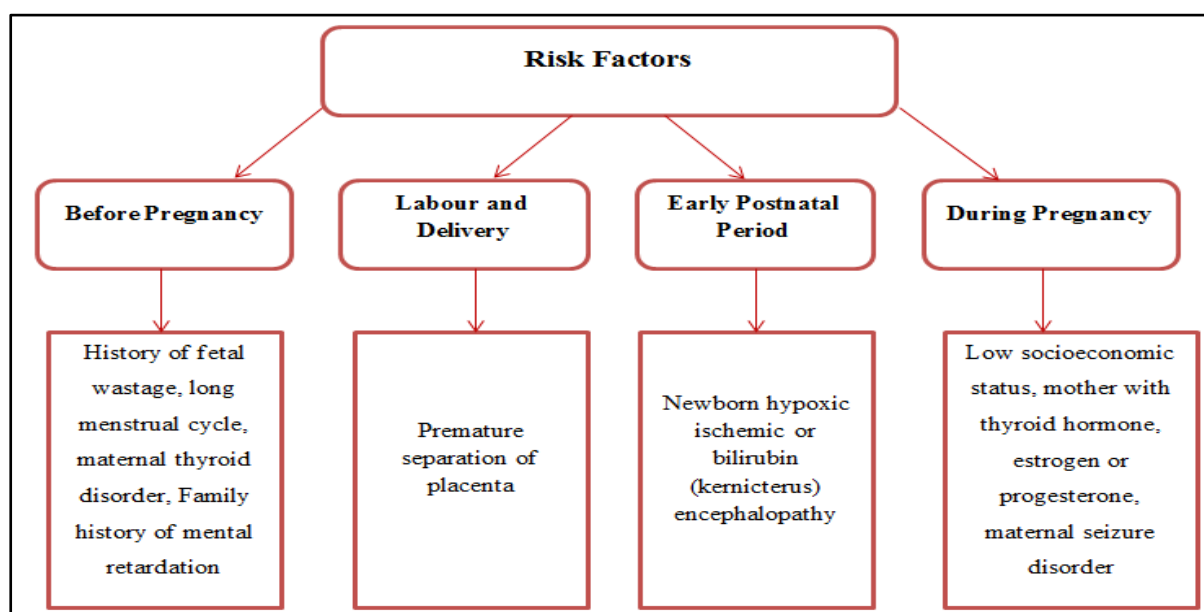 Risk Factors
Before Pregnancy
Labour and
Delivery
Early Postnatal
Period
During Pregnancy
History of fetal
wastage, long
menstrual cycle,
maternal thyroid
disorder, Family
history of mental
retardation
Premature
separation of
placenta
Newborn hypoxic
ischemic or
bilirubin
(kernicterus)
encephalopathy
Low socioeconomic
status, mother with
thyroid hormone,
estrogen or
progesterone,
maternal seizure
disorder